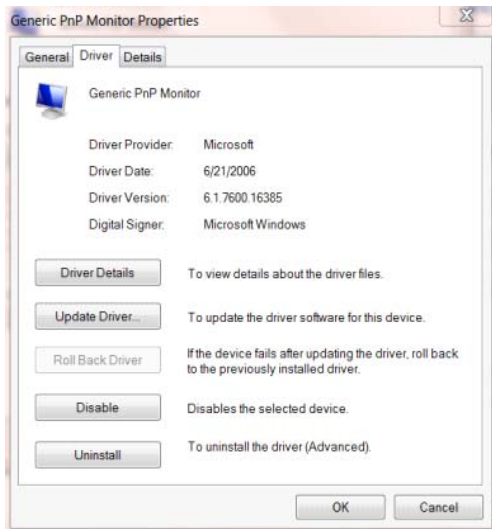 Generic PnP Monitor Properties
General Driver Details
Generic PnP Monitor
Driver Provider: Microsoft
Driver Date: 6/21/2006
Driver Version: 6.1.7600.16385
Digital Signer: Microsoft Windows
Driver Details To view details about the driver files.
Update Driver... To update the driver software for this device.
Roll Back Driver If the device fails after updating the driver, roll back
to the previously installed driver.
Disable Disables the selected device.
Uninstall To uninstall the driver (Advanced).
OK Cancel